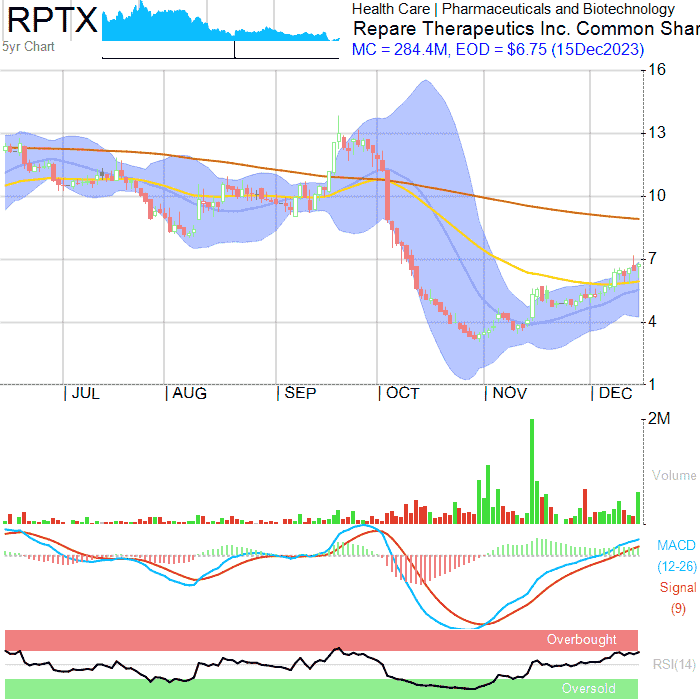 RPTX
5yr Chart
Health Care | Pharmaceuticals and Biotechnology
Repare Therapeutics Inc. Common Shar
MC = 284.4M, EOD = $6.75 (15Dec2023)
16
13
10
7
4
1
| JUL | AUG | SEP | OCT | NOV | DEC
2M
Volume
MACD
(12-26)
Signal
(9)
Overbought
RSI(14)
Oversold